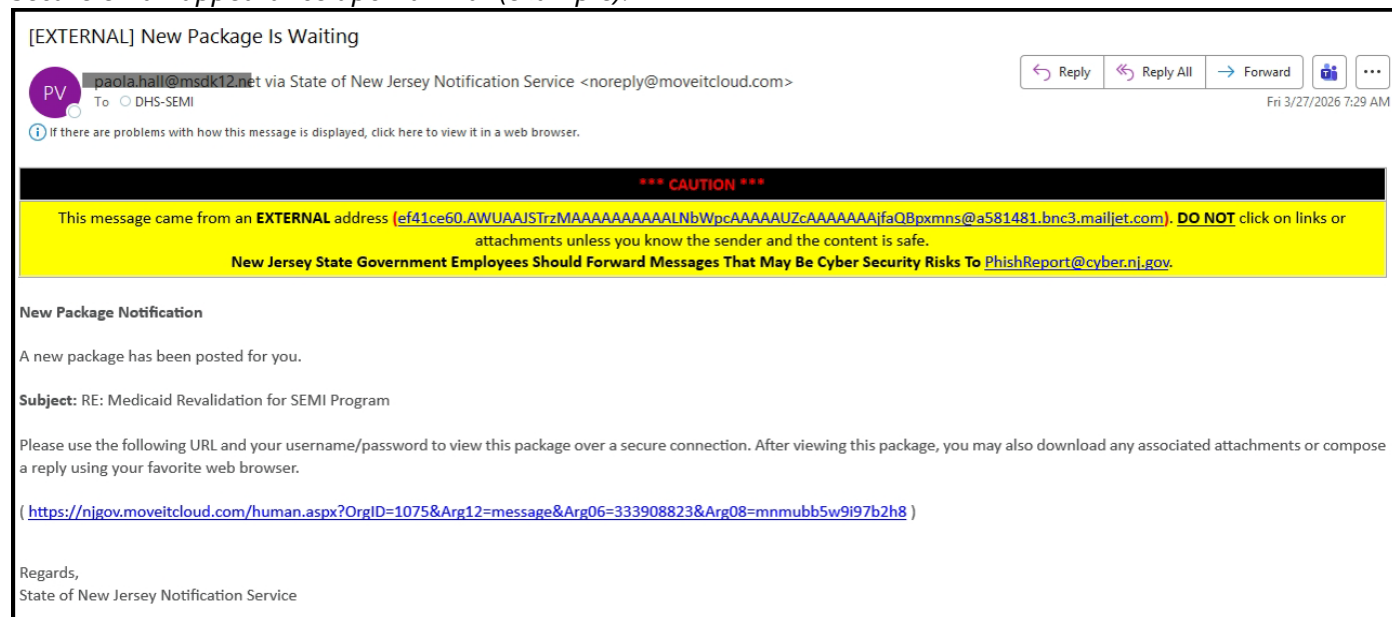 Secure email appearance upon arrival (example):
[EXTERNAL] New Package Is Waiting
PV
via State of New Jersey Notification Service <noreply@moveitcloud.com>
To DHS-SEMI
Reply
Reply All
Forward
Fri 3/27/2026 7:29 AM
If there are problems with how this message is displayed, click here to view it in a web browser.
*** CAUTION ***
This message came from an EXTERNAL address (ef41ce60.AWUAAJSTrzMAAAAAAAAAALNbWpcAAAAAUZcAAAAAAAjfaQBpxmns@a581481.bnc3.mailjet.com). DO NOT click on links or
attachments unless you know the sender and the content is safe.
New Jersey State Government Employees Should Forward Messages That May Be Cyber Security Risks To PhishReport@cyber.nj.gov.
New Package Notification
A new package has been posted for you.
Subject: RE: Medicaid Revalidation for SEMI Program
Please use the following URL and your username/password to view this package over a secure connection. After viewing this package, you may also download any associated attachments or compose
a reply using your favorite web browser.
( https://njgov.moveitcloud.com/human.aspx?OrgID=1075&Arg12=message&Arg06=333908823&Arg08=mnmubb5w9i97b2h8 )
Regards,
State of New Jersey Notification Service